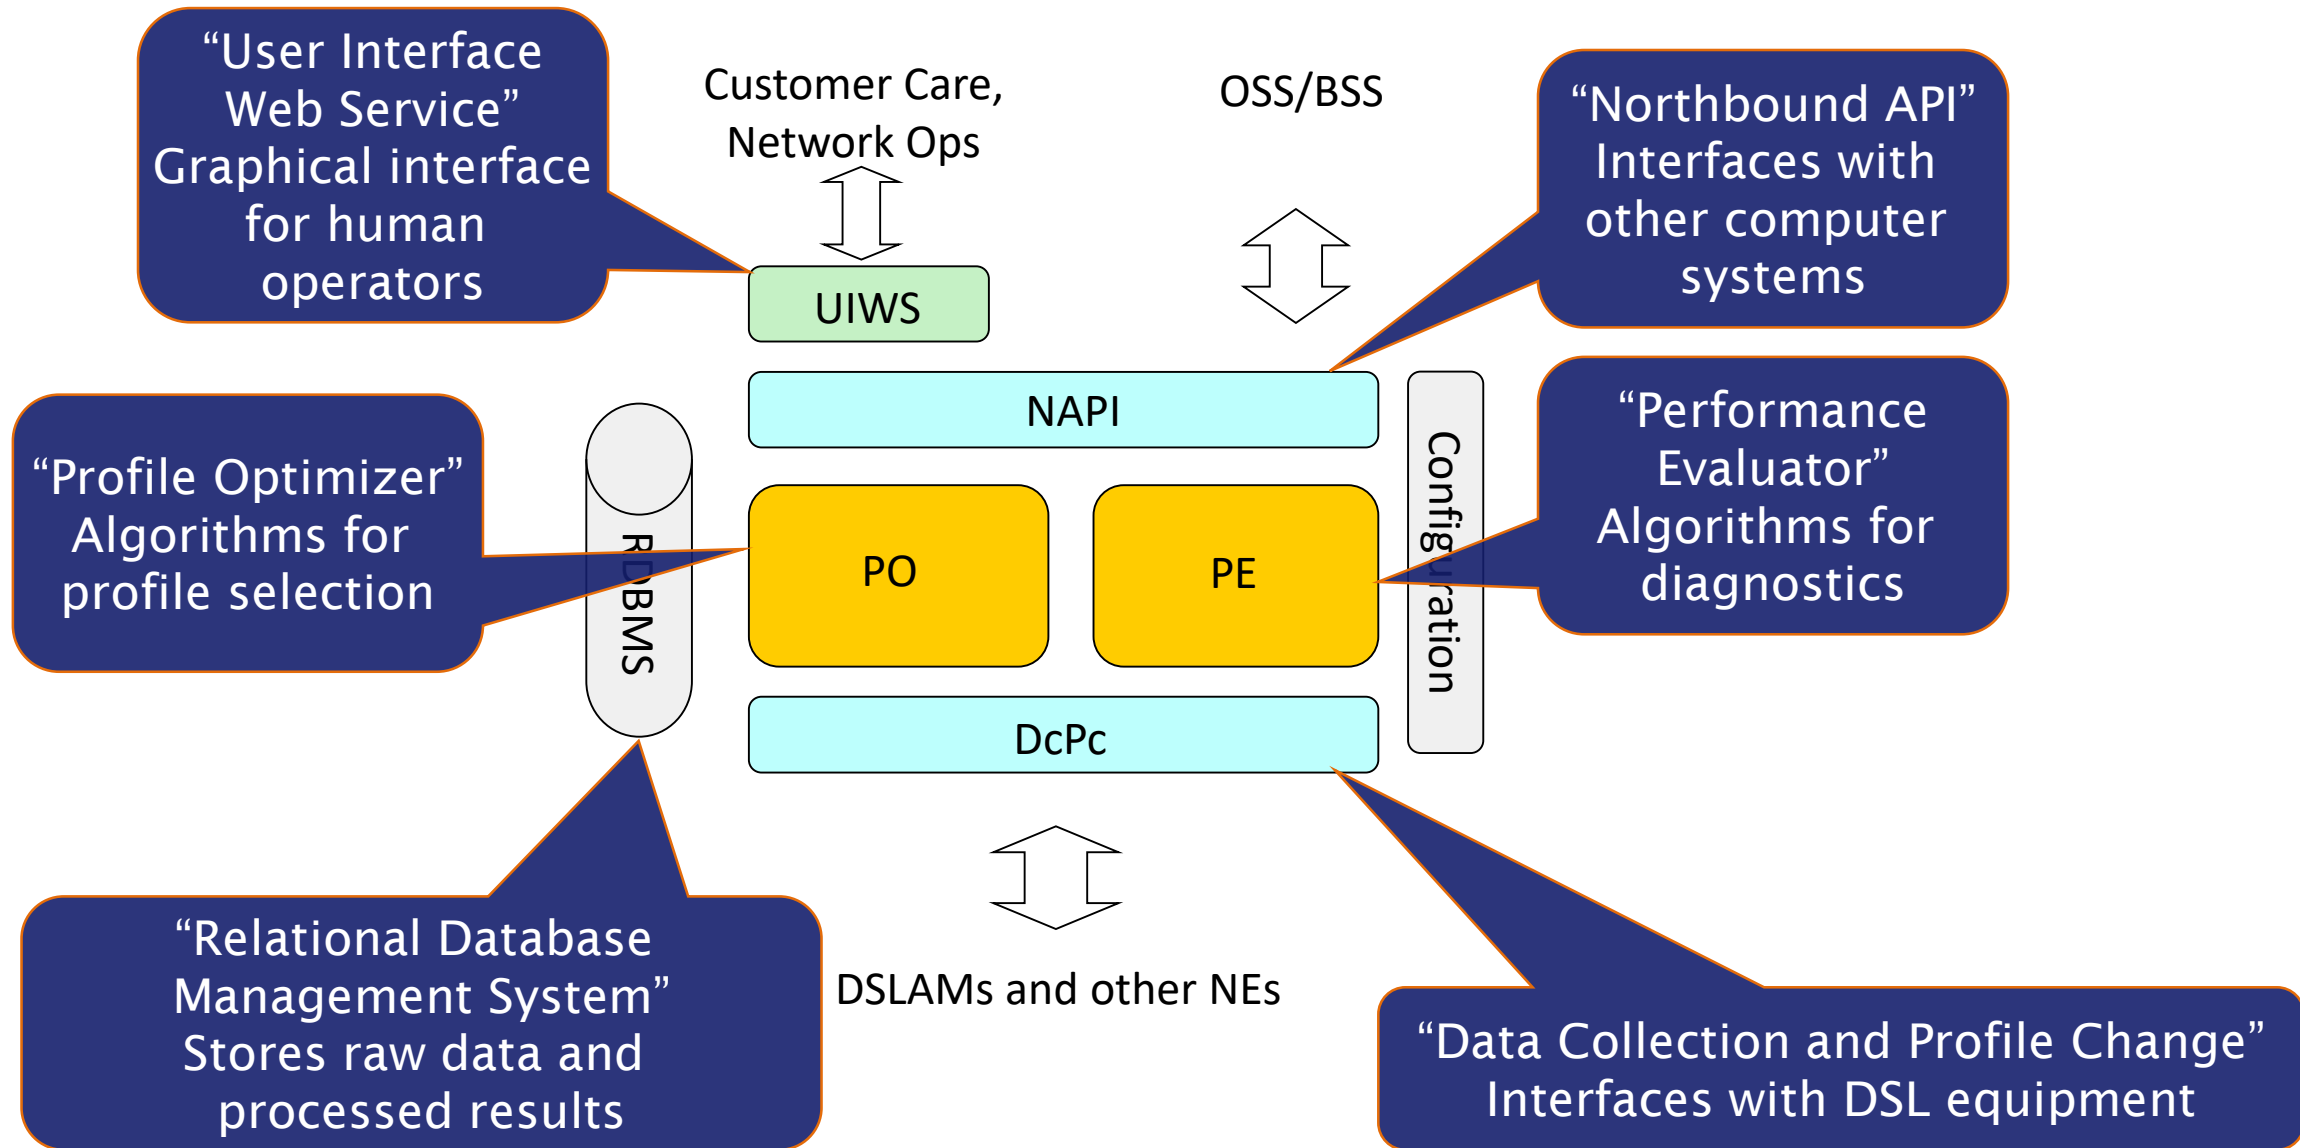 “User Interface
Web Service”
Graphical interface
for human
operators
Customer Care,
Network Ops
OSS/BSS
“Northbound API”
Interfaces with
other computer
systems
UIWS
NAPI
“Profile Optimizer”
Algorithms for
profile selection
RDBMS
PO
PE
Configuration
“Performance
Evaluator”
Algorithms for
diagnostics
DcPc
“Relational Database
Management System”
Stores raw data and
processed results
DSLAMs and other NEs
“Data Collection and Profile Change”
Interfaces with DSL equipment